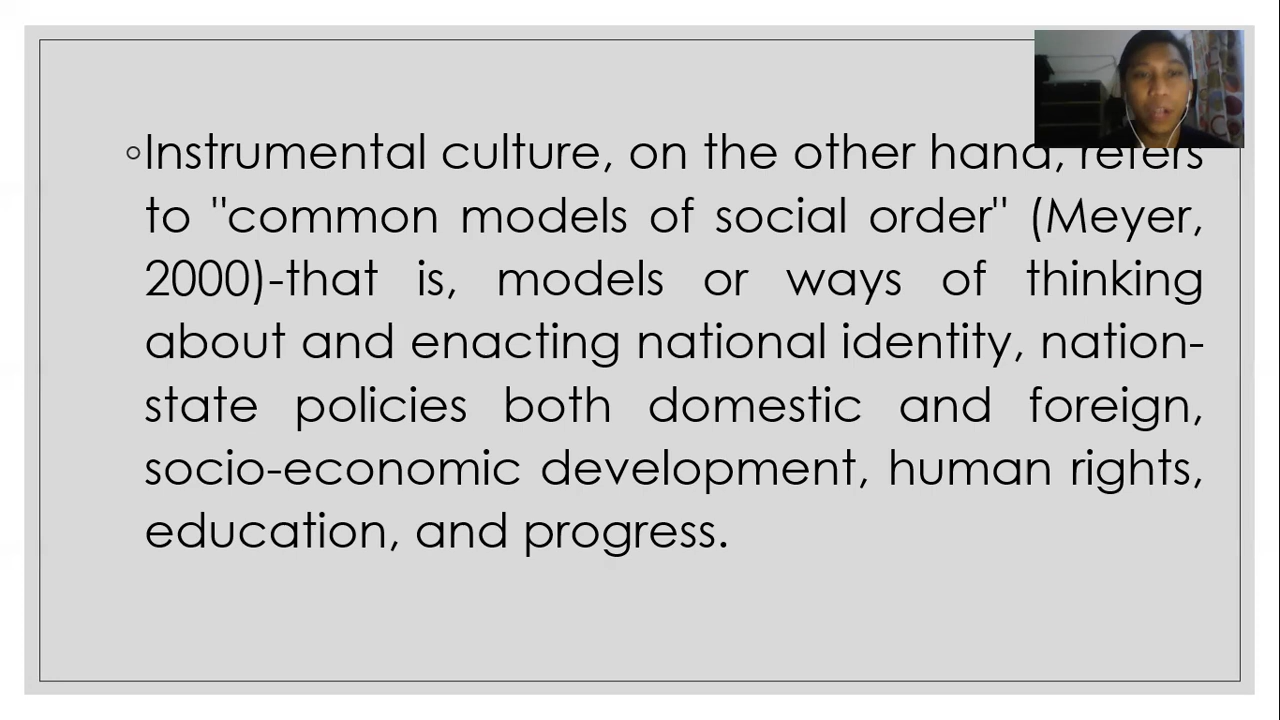 ◦Instrumental culture, on the other hand, refers
to "common models of social order" (Meyer,
2000)-that is, models or ways of thinking
about and enacting national identity, nation-
state policies both domestic and foreign,
socio-economic development, human rights,
education, and progress.